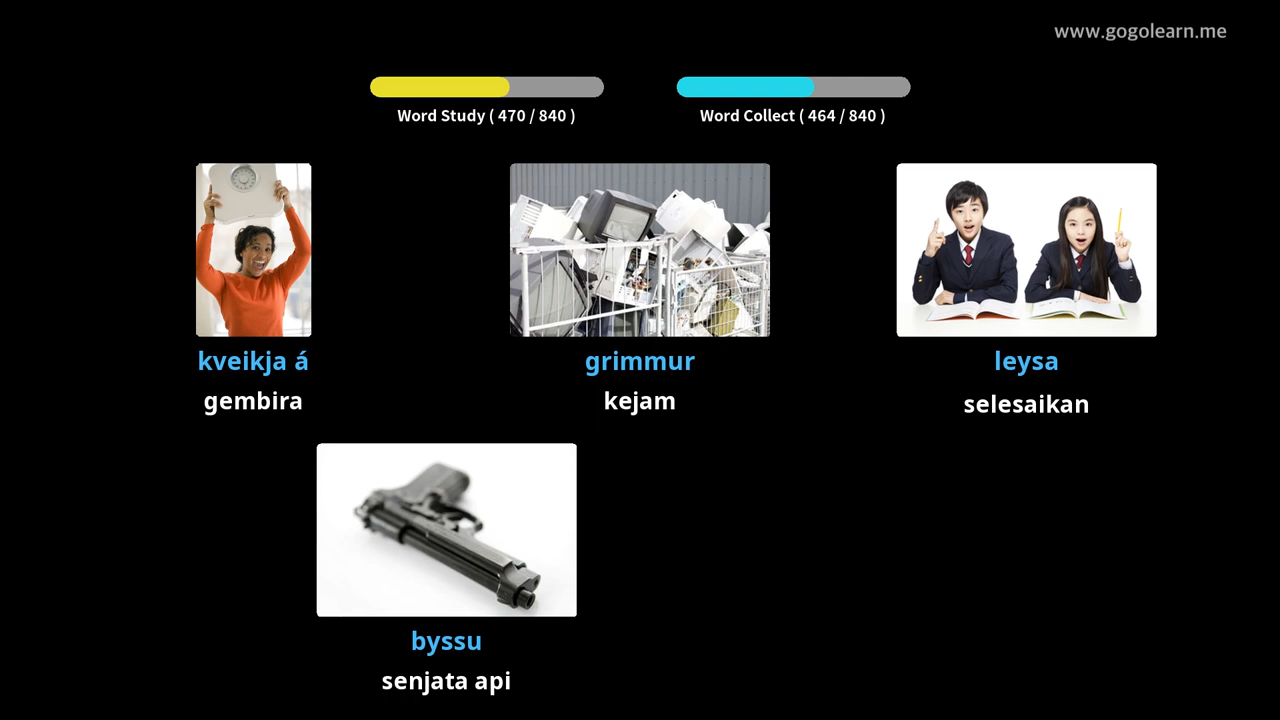 www.gogolearn.me
Word Study ( 470 / 840 )
Word Collect ( 464 / 840 )
kveikja á
gembira
grimmur
kejam
leysa
selesaikan
byssu
senjata api